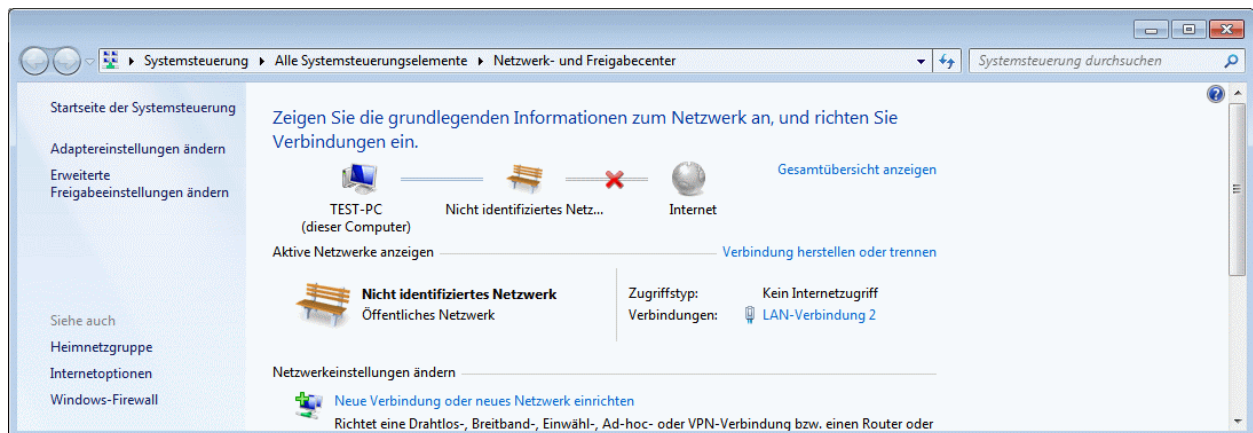 Systemsteuerung ▸ Alle Systemsteuerungselemente ▸ Netzwerk- und Freigabecenter
Systemsteuerung durchsuchen
Startseite der Systemsteuerung
Adaptereinstellungen ändern
Erweiterte
Freigabeeinstellungen ändern
Siehe auch
Heimnetzgruppe
Internetoptionen
Windows-Firewall
Zeigen Sie die grundlegenden Informationen zum Netzwerk an, und richten Sie
Verbindungen ein.
Gesamtübersicht anzeigen
TEST-PC
(dieser Computer)
Nicht identifiziertes Netz...
Internet
Aktive Netzwerke anzeigen
Verbindung herstellen oder trennen
Nicht identifiziertes Netzwerk
Öffentliches Netzwerk
Zugriffstyp: Kein Internetzugriff
Verbindungen: LAN-Verbindung 2
Netzwerkeinstellungen ändern
Neue Verbindung oder neues Netzwerk einrichten
Richtet eine Drahtlos-, Breitband-, Einwähl-, Ad-hoc- oder VPN-Verbindung bzw. einen Router oder